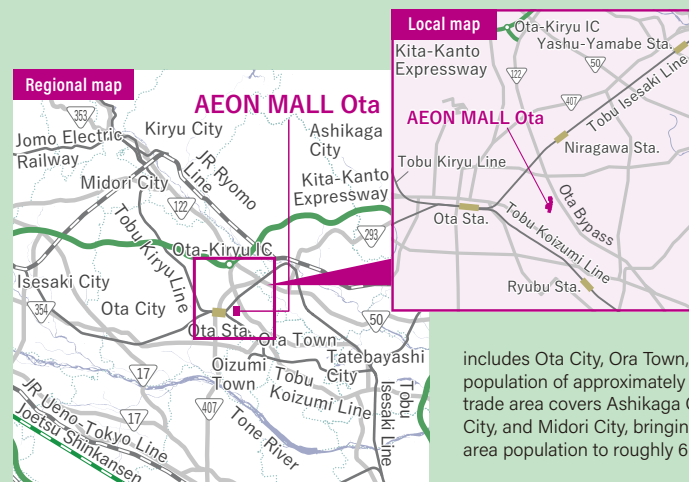 Regional map
AEON MALL Ota
353
Jomo Electric
Railway
Kiryu City
JR Ryomo
Line
Ashikaga
City
Midori City
Kita-Kanto
Expressway
122
Tobu Kiryu Line
Ota-Kiryu IC
293
Isesaki City
Ota City
354
Ota Sta.
Ora Town
50
Oizumi
Town
Tatebayashi
City
Tobu
Koizumi Line
Tobu
Isesaki Line
17
17
407
Tone River
JR Ueno-Tokyo Line
Joetsu Shinkansen
Local map
Ota-Kiryu IC
Yashu-Yamabe Sta.
Kita-Kanto
Expressway
122
50
407
Tobu Isesaki Line
AEON MALL Ota
Niragawa Sta.
Tobu Kiryu Line
Ota Sta.
Ota Bypass
Tobu Koizumi Line
Ryubu Sta.
includes Ota City, Ora Town,
population of approximately
trade area covers Ashikaga
City, and Midori City, bringing
area population to roughly 6